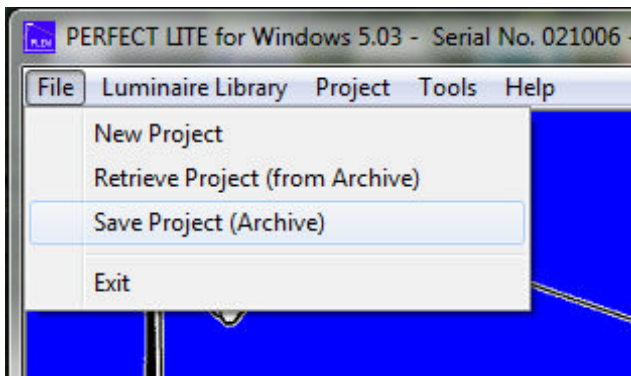 PERFECT LITE for Windows 5.03 - Serial No. 021006 -
File Luminaire Library Project Tools Help
New Project
Retrieve Project (from Archive)
Save Project (Archive)
Exit